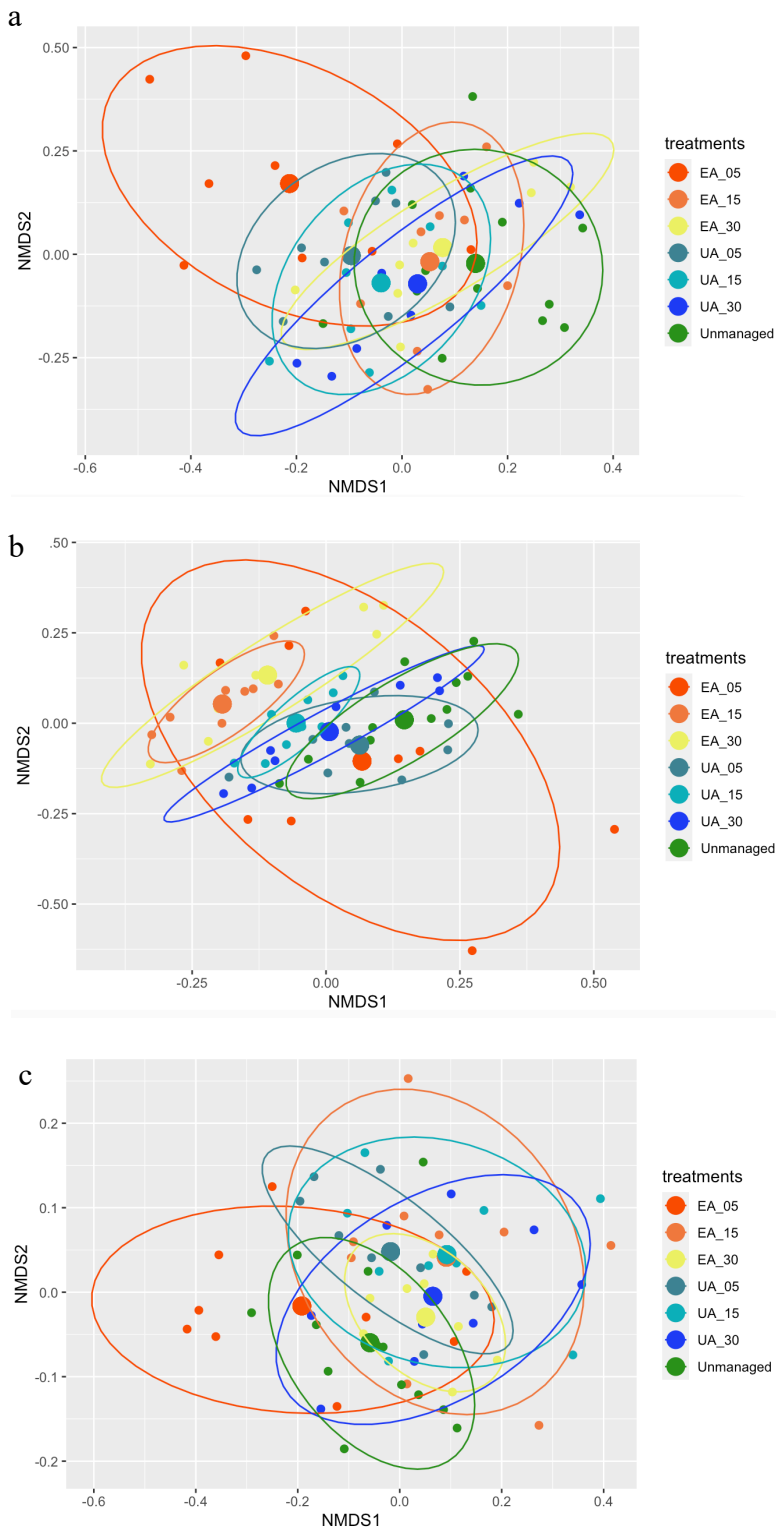 a
0.50
0.25
0.00
-0.25
NMDS2
-0.6
-0.4
-0.2
0.0
0.2
0.4
NMDS1
treatments
EA_05
EA_15
EA_30
UA_05
UA_15
UA_30
Unmanaged
b
.50
0.25
0.00
-0.25
-0.50
NMDS2
-0.25
0.00
0.25
0.50
NMDS1
treatments
EA_05
EA_15
EA_30
UA_05
UA_15
UA_30
Unmanaged
c
0.2
0.1
0.0
-0.1
-0.2
NMDS2
-0.6
-0.4
-0.2
0.0
0.2
0.4
NMDS1
treatments
EA_05
EA_15
EA_30
UA_05
UA_15
UA_30
Unmanaged